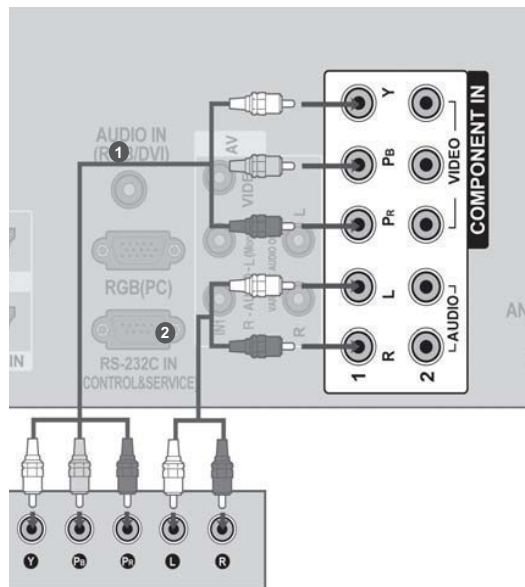 AUDIO IN
(RGB/DVI)
1
RGB(PC)
2
RS-232C IN
CONTROL&SERVICE
IN
AV
VIDEO
L
IN1
R
Y
PB
PR
L
R
1
2
VIDEO
AUDIO
COMPONENT IN
AN
Y
PB
PR
L
R